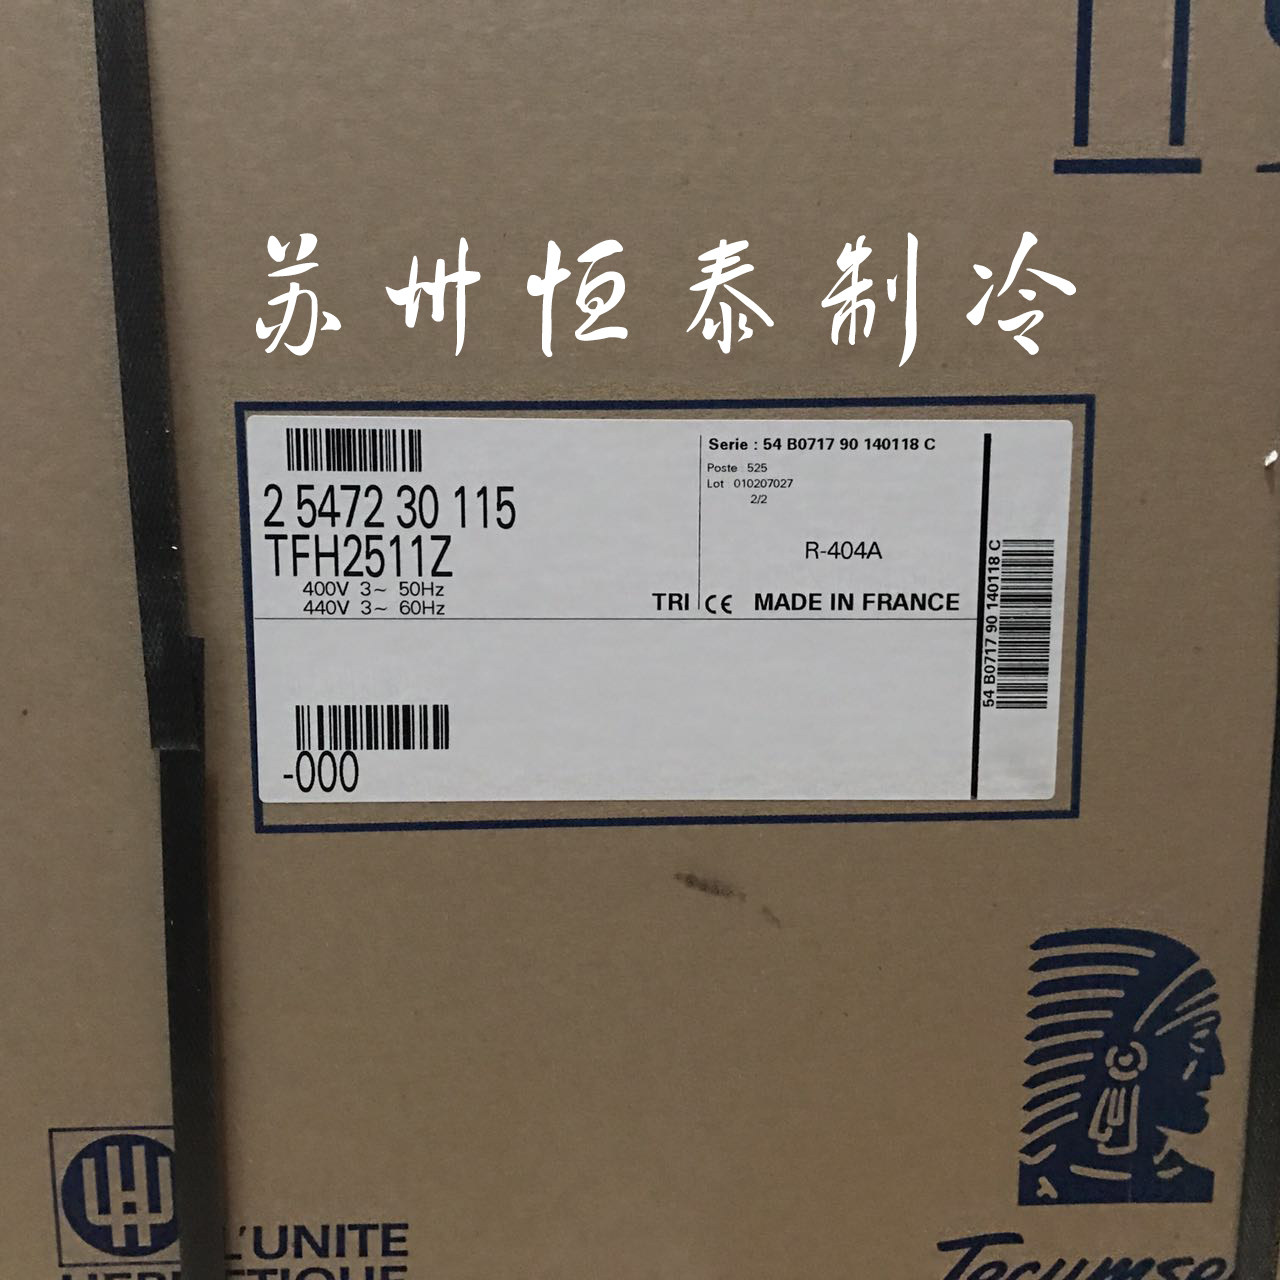 苏州恒泰制冷
2 5472 30 115
TFH2511Z
400V 3~ 50Hz
440V 3~ 60Hz
TRI
Serie : 54 B0717 90 140118 C
Poste 525
Lot 010207027
2/2
R-404A
CE MADE IN FRANCE
54 B0717 90 140118 C
-000
L'UNITE